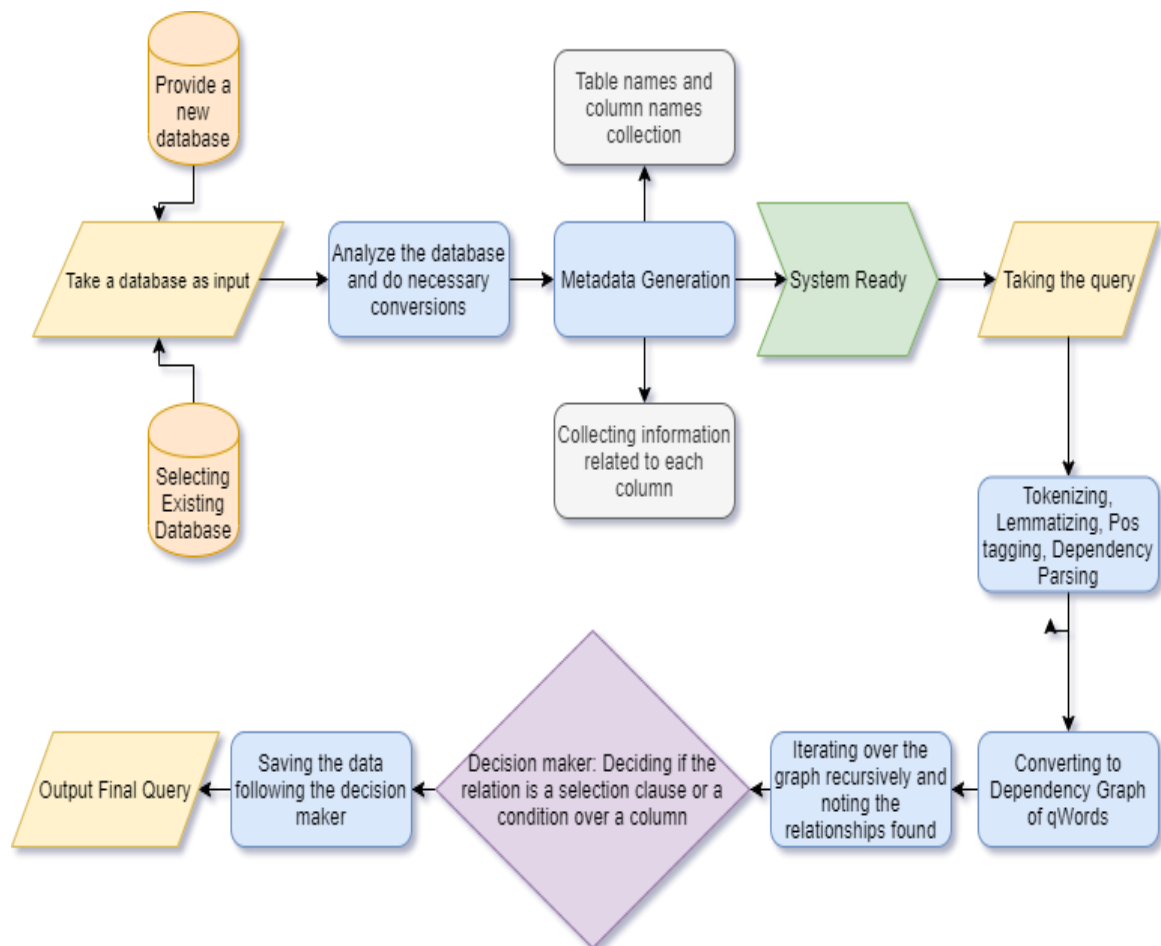 Provide a
new
database
Table names and
column names
collection
Take a database as input
Analyze the database
and do necessary
conversions
Metadata Generation
System Ready
Taking the query
Selecting
Existing
Database
Collecting information
related to each
column
Tokenizing,
Lemmatizing, Pos
tagging, Dependency
Parsing
Output Final Query
Saving the data
following the decision
maker
Decision maker: Deciding if the
relation is a selection clause or a
condition over a column
Iterating over the
graph recursively and
noting the
relationships found
Converting to
Dependency Graph
of qWords